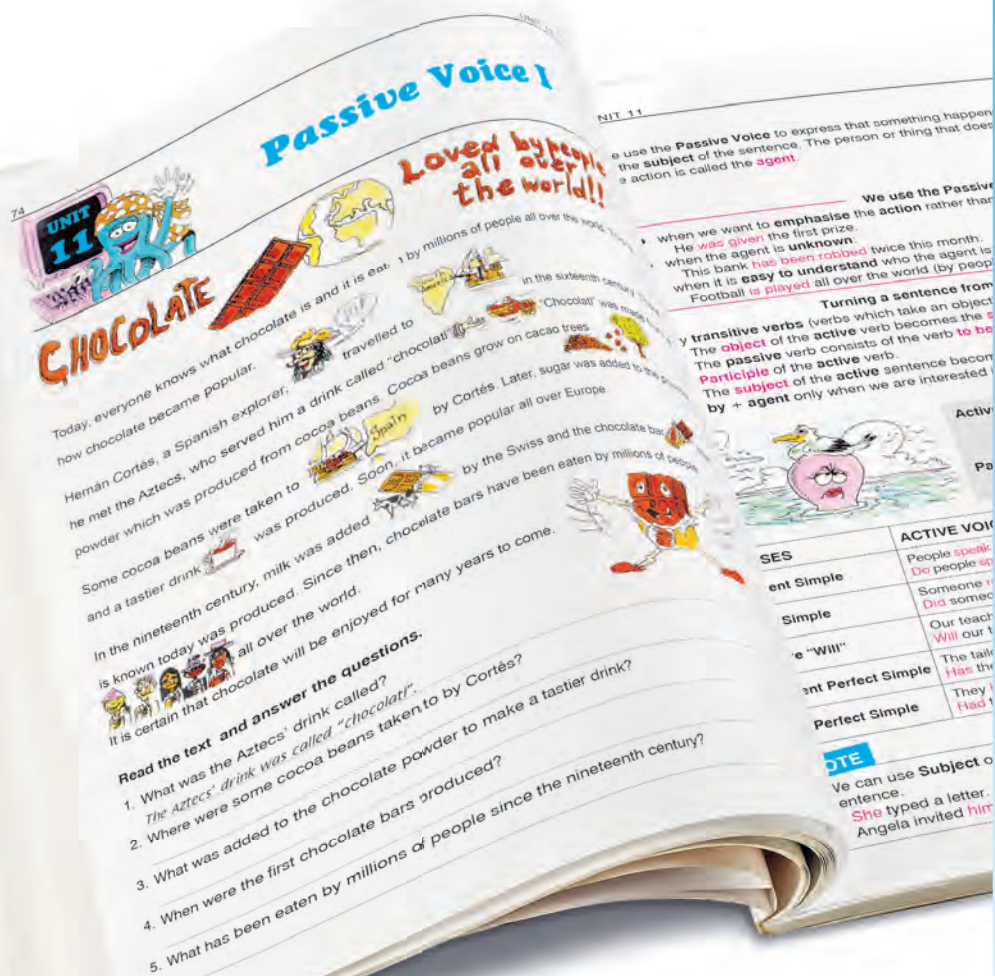 74
Passive Voice 1
UNIT
11
CHOCOLATE
Loved by people
all over
the world!!
Today, everyone knows what chocolate is and it is eaten by millions of people all over the world.
how chocolate became popular.
Hernán Cortés, a Spanish explorer, travelled to America in the sixteenth century.
he met the Aztecs, who served him a drink called "chocolatl". "Chocolatl" was made
powder which was produced from cocoa beans. Cocoa beans grow on cacao trees
Some cocoa beans were taken to Spain by Cortés. Later, sugar was added to the
and a tastier drink was produced. Soon, it became popular all over Europe.
In the nineteenth century, milk was added by the Swiss and the chocolate bar
is known today was produced. Since then, chocolate bars have been eaten by millions of people
all over the world.
It is certain that chocolate will be enjoyed for many years to come.
Read the text and answer the questions.
1. What was the Aztecs' drink called?
The Aztecs' drink was called "chocolatl".
2. Where were some cocoa beans taken to by Cortés?
3. What was added to the chocolate powder to make a tastier drink?
4. When were the first chocolate bars produced?
5. What has been eaten by millions of people since the nineteenth century?
NIT 11
e use the Passive Voice to express that something happen
the subject of the sentence. The person or thing that does
e action is called the agent.
We use the Passive
when we want to emphasise the action rather than
He was given the first prize.
when the agent is unknown.
This bank has been robbed twice this month.
when it is easy to understand who the agent is
Football is played all over the world (by peop
Turning a sentence from
y transitive verbs (verbs which take an object
The object of the active verb becomes the s
The passive verb consists of the verb to be
Participle of the active verb.
The subject of the active sentence becom
by + agent only when we are interested
Activ
Pa
SES
ACTIVE VOIC
ent Simple
People speak
Do people sp
Simple
Someone r
Did someo
e "Will"
Our teach
Will our t
ent Perfect Simple
The tailo
Has the
Perfect Simple
They
Had t
OTE
Ve can use Subject o
entence.
She typed a letter.
Angela invited him